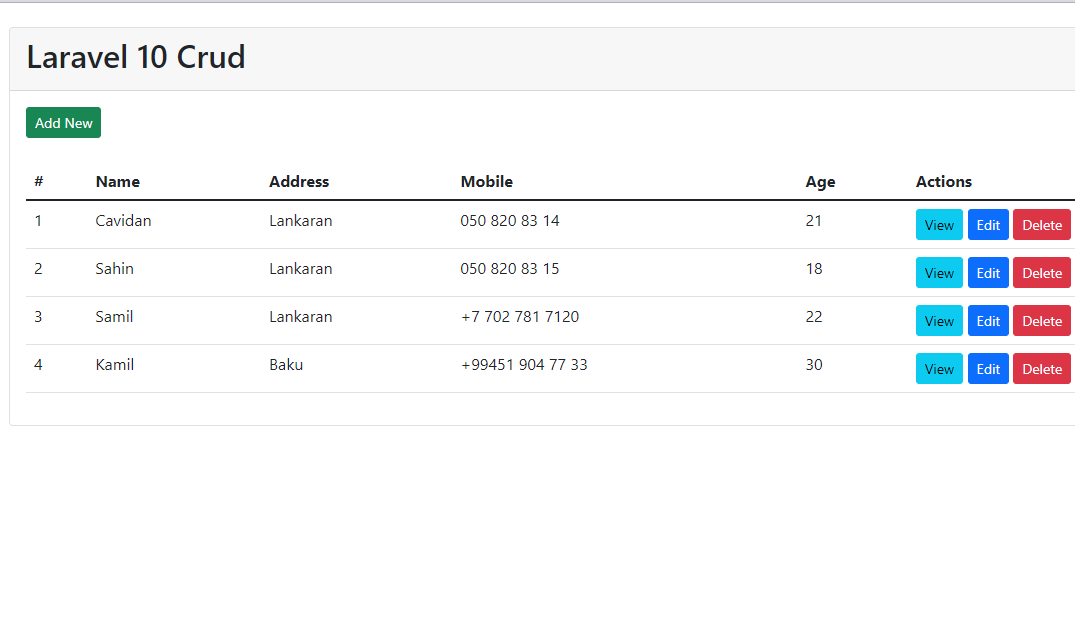 Laravel 10 Crud
Add New
# Name Address Mobile Age Actions
1 Cavidan Lankaran 050 820 83 14 21 View Edit Delete
2 Sahin Lankaran 050 820 83 15 18 View Edit Delete
3 Samil Lankaran +7 702 781 7120 22 View Edit Delete
4 Kamil Baku +99451 904 77 33 30 View Edit Delete